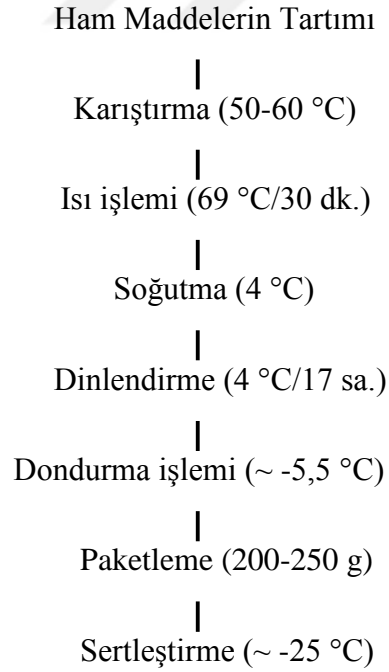 Ham Maddelerin Tartımı
Karıştırma (50-60 °C)
Isı işlemi (69 °C/30 dk.)
Soğutma (4 °C)
Dinlendirme (4 °C/17 sa.)
Dondurma işlemi (~ -5,5 °C)
Paketleme (200-250 g)
Sertleştirme (~ -25 °C)